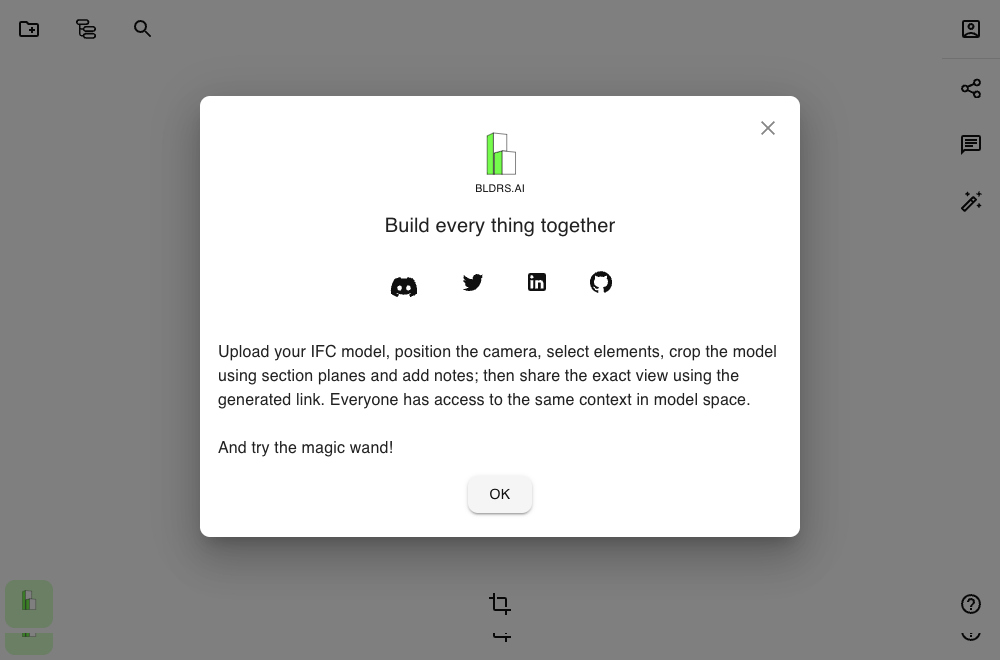 BLDRS.AI
Build every thing together
Upload your IFC model, position the camera, select elements, crop the model
using section planes and add notes; then share the exact view using the
generated link. Everyone has access to the same context in model space.
And try the magic wand!
OK